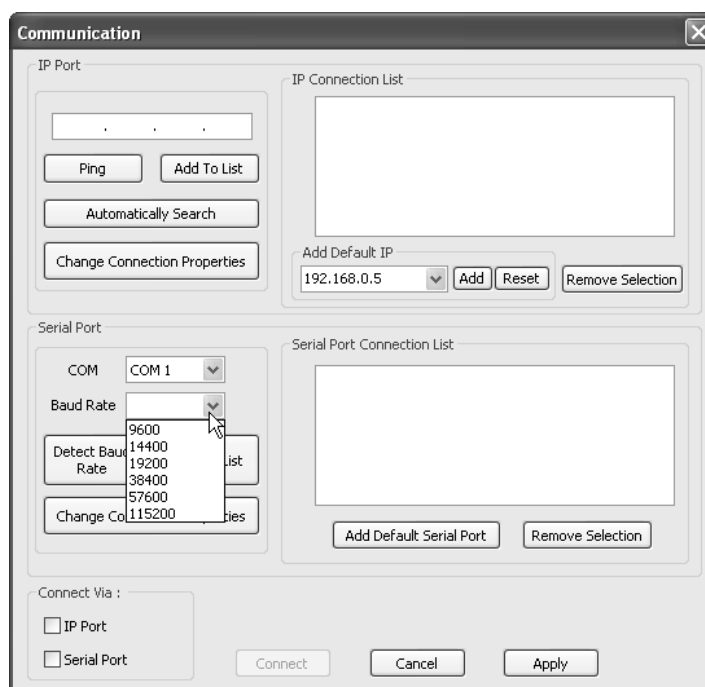 Communication
IP Port
. . .
Ping Add To List
Automatically Search
Change Connection Properties
IP Connection List
Add Default IP
192.168.0.5 Add Reset Remove Selection
Serial Port
COM COM 1
Baud Rate
9600
14400
19200
38400
57600
115200
Detect Baud
Rate
List
Change Co
ties
Serial Port Connection List
Add Default Serial Port Remove Selection
Connect Via :
IP Port
Serial Port
Connect Cancel Apply